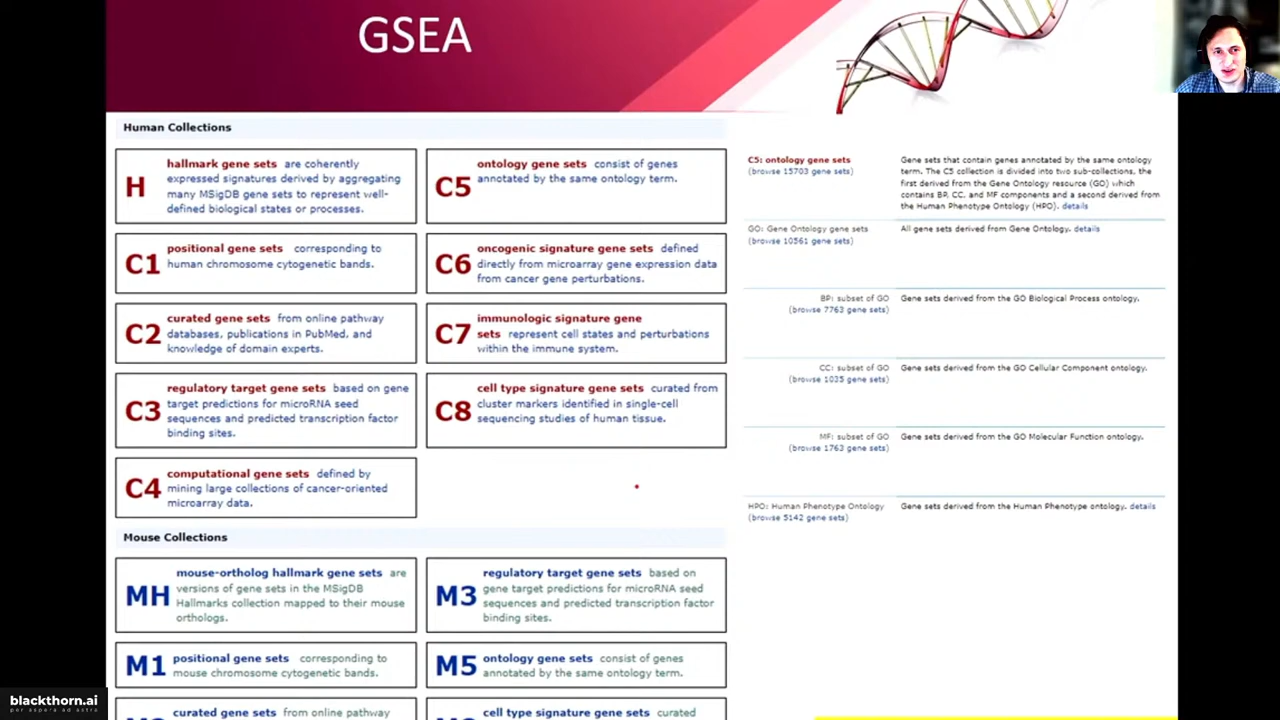 GSEA
Human Collections
H
hallmark gene sets are coherently
expressed signatures derived by aggregating
many MSigDB gene sets to represent well-
defined biological states or processes.
C1
positional gene sets corresponding to
human chromosome cytogenetic bands.
C2
curated gene sets from online pathway
databases, publications in PubMed, and
knowledge of domain experts.
C3
regulatory target gene sets based on gene
target predictions for microRNA seed
sequences and predicted transcription factor
binding sites.
C4
computational gene sets defined by
mining large collections of cancer-oriented
microarray data.
C5
ontology gene sets consist of genes
annotated by the same ontology term.
C6
oncogenic signature gene sets defined
directly from microarray gene expression data
from cancer gene perturbations.
C7
immunologic signature gene
sets represent cell states and perturbations
within the immune system.
C8
cell type signature gene sets curated from
cluster markers identified in single-cell
sequencing studies of human tissue.
Mouse Collections
MH
mouse-ortholog hallmark gene sets are
versions of gene sets in the MSigDB
Hallmarks collection mapped to their mouse
orthologs.
M1
positional gene sets corresponding to
mouse chromosome cytogenetic bands.
curated gene sets from online pathway
M3
regulatory target gene sets based on
gene target predictions for microRNA seed
sequences and predicted transcription factor
binding sites.
M5
ontology gene sets consist of genes
annotated by the same ontology term.
cell type signature gene sets curated
C5: ontology gene sets
(browse 15703 gene sets)
Gene sets that contain genes annotated by the same ontology
term. The C5 collection is divided into two sub-collections, the
first derived from the Gene Ontology resource (GO) which
contains BP, CC, and MF components and a second derived from
the Human Phenotype Ontology (HPO). details
GO: Gene Ontology gene sets
(browse 10561 gene sets)
All gene sets derived from Gene Ontology. details
BP: subset of GO
(browse 7763 gene sets)
Gene sets derived from the GO Biological Process ontology.
CC: subset of GO
(browse 1035 gene sets)
Gene sets derived from the GO Cellular Component ontology.
MF: subset of GO
(browse 1763 gene sets)
Gene sets derived from the GO Molecular Function ontology.
HPO: Human Phenotype Ontology
(browse 5142 gene sets)
Gene sets derived from the Human Phenotype ontology. details
blackthorn.ai
per aspera ad astra